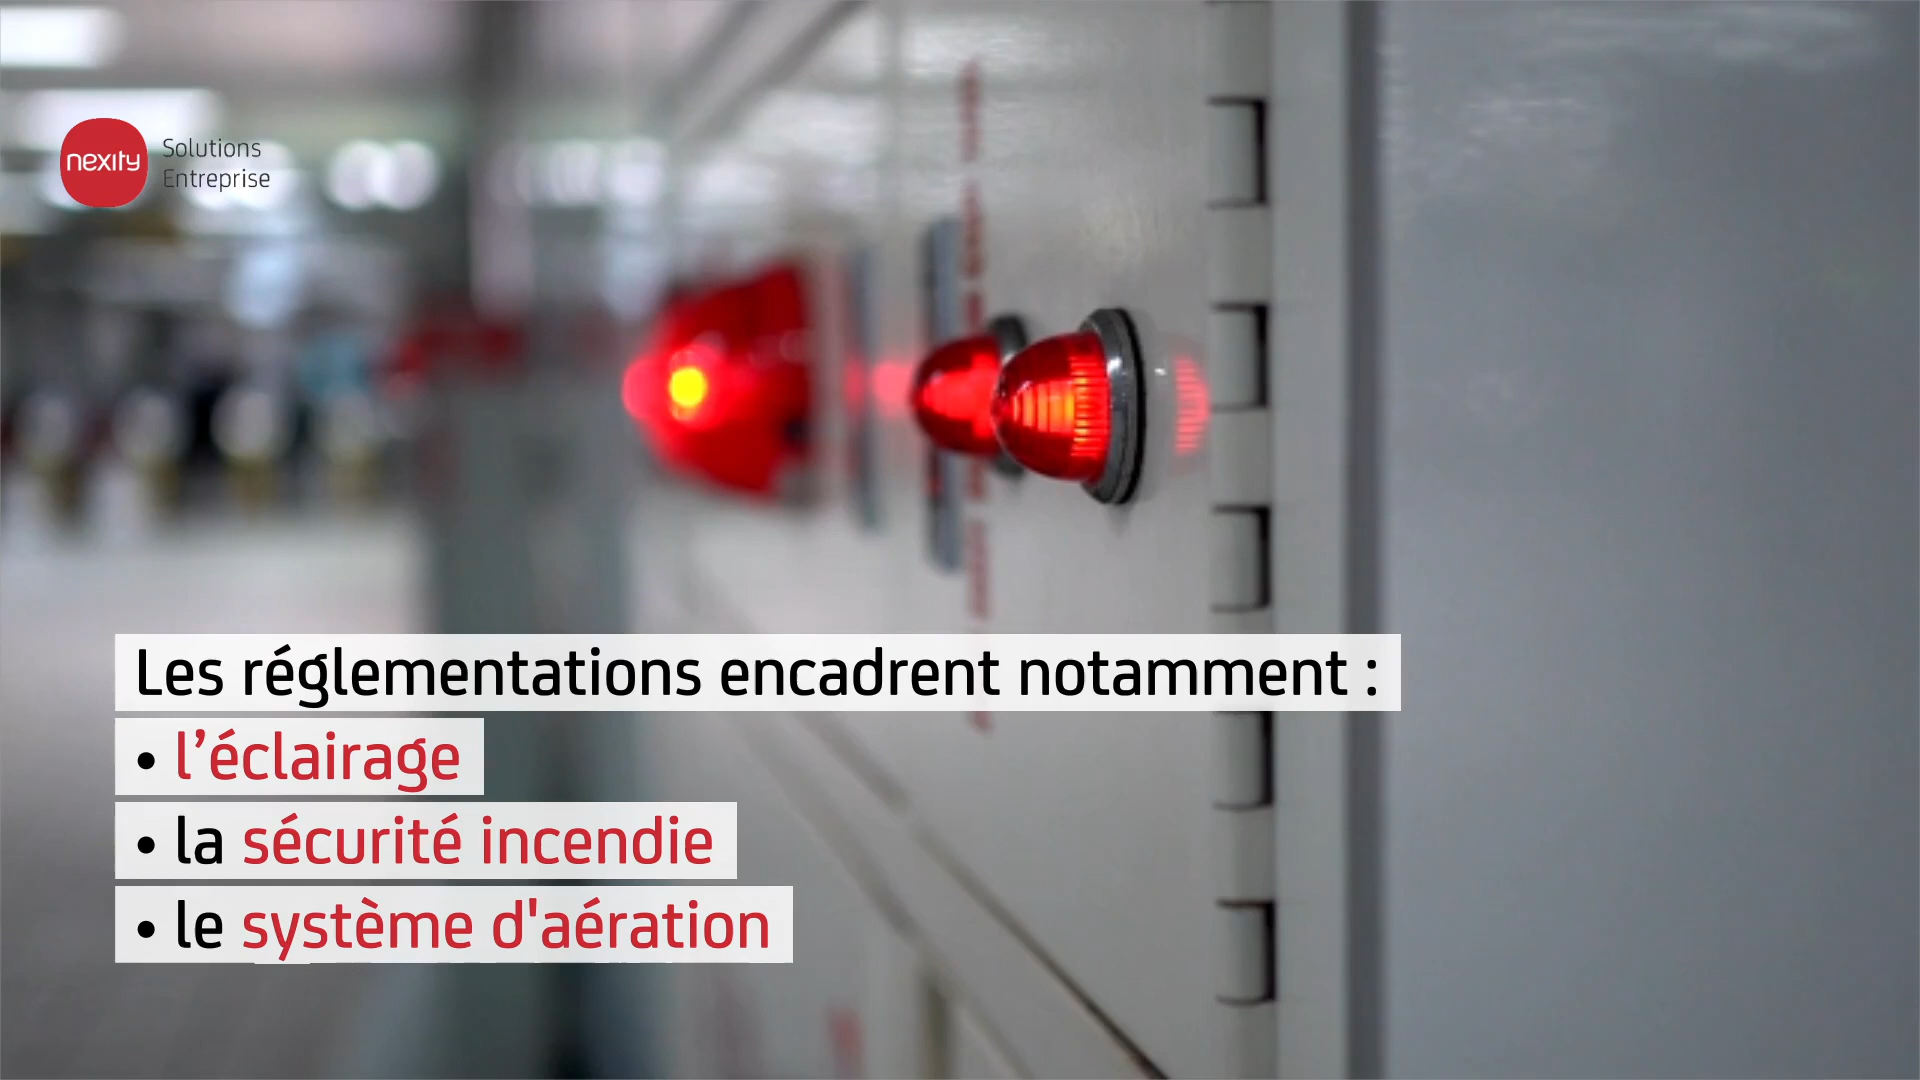 nexity
Solutions
Entreprise
Les réglementations encadrent notamment :
• l’éclairage
• la sécurité incendie
• le système d'aération